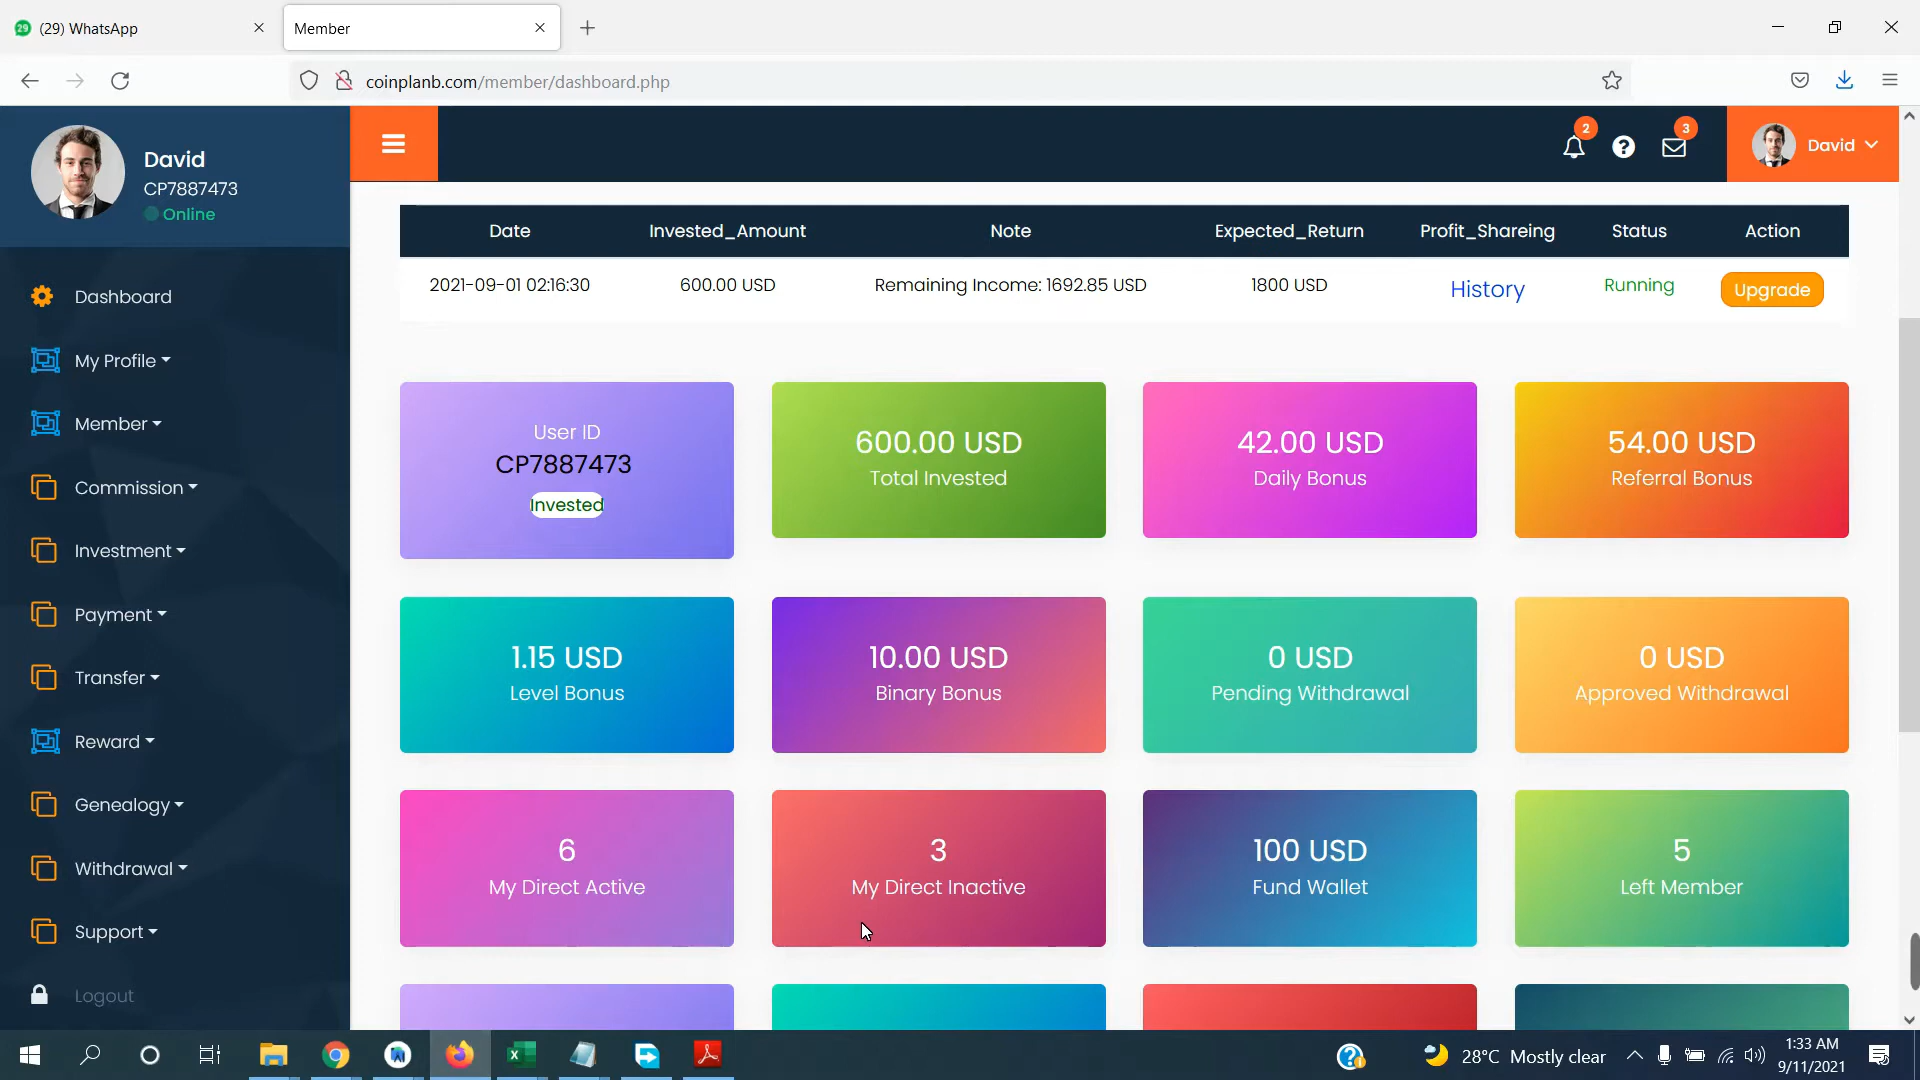 29
(29) WhatsApp
Member
coinplanb.com/member/dashboard.php
David
CP7887473
Online
2
3
David
Dashboard
My Profile
Member
Commission
Investment
Payment
Transfer
Reward
Genealogy
Withdrawal
Support
Logout
Date Invested_Amount Note Expected_Return Profit_Shareing Status Action
2021-09-01 02:16:30 600.00 USD Remaining Income: 1692.85 USD 1800 USD History Running Upgrade
User ID
CP7887473
Invested
600.00 USD
Total Invested
42.00 USD
Daily Bonus
54.00 USD
Referral Bonus
1.15 USD
Level Bonus
10.00 USD
Binary Bonus
0 USD
Pending Withdrawal
0 USD
Approved Withdrawal
6
My Direct Active
3
My Direct Inactive
100 USD
Fund Wallet
5
Left Member
28°C Mostly clear
1:33 AM
9/11/2021